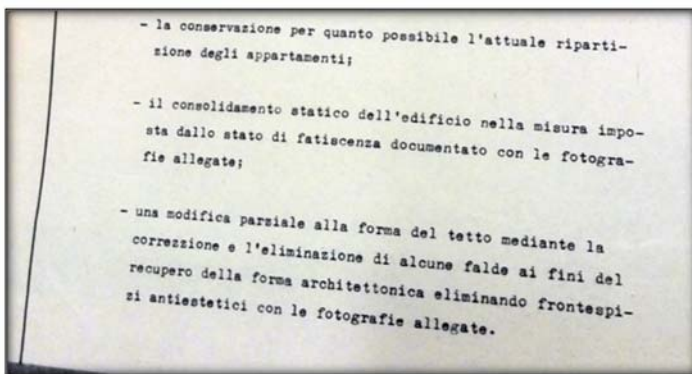 - la conservazione per quanto possibile l'attuale riparti-
zione degli appartamenti;
- il consolidamento statico dell'edificio nella misura impo-
sta dallo stato di fatiscenza documentato con le fotogra-
fie allegate;
- una modifica parziale alla forma del tetto mediante la
correzzione e l'eliminazione di alcune falde ai fini del
recupero della forma architettonica eliminando frontespi-
zi antiestetici con le fotografie allegate.